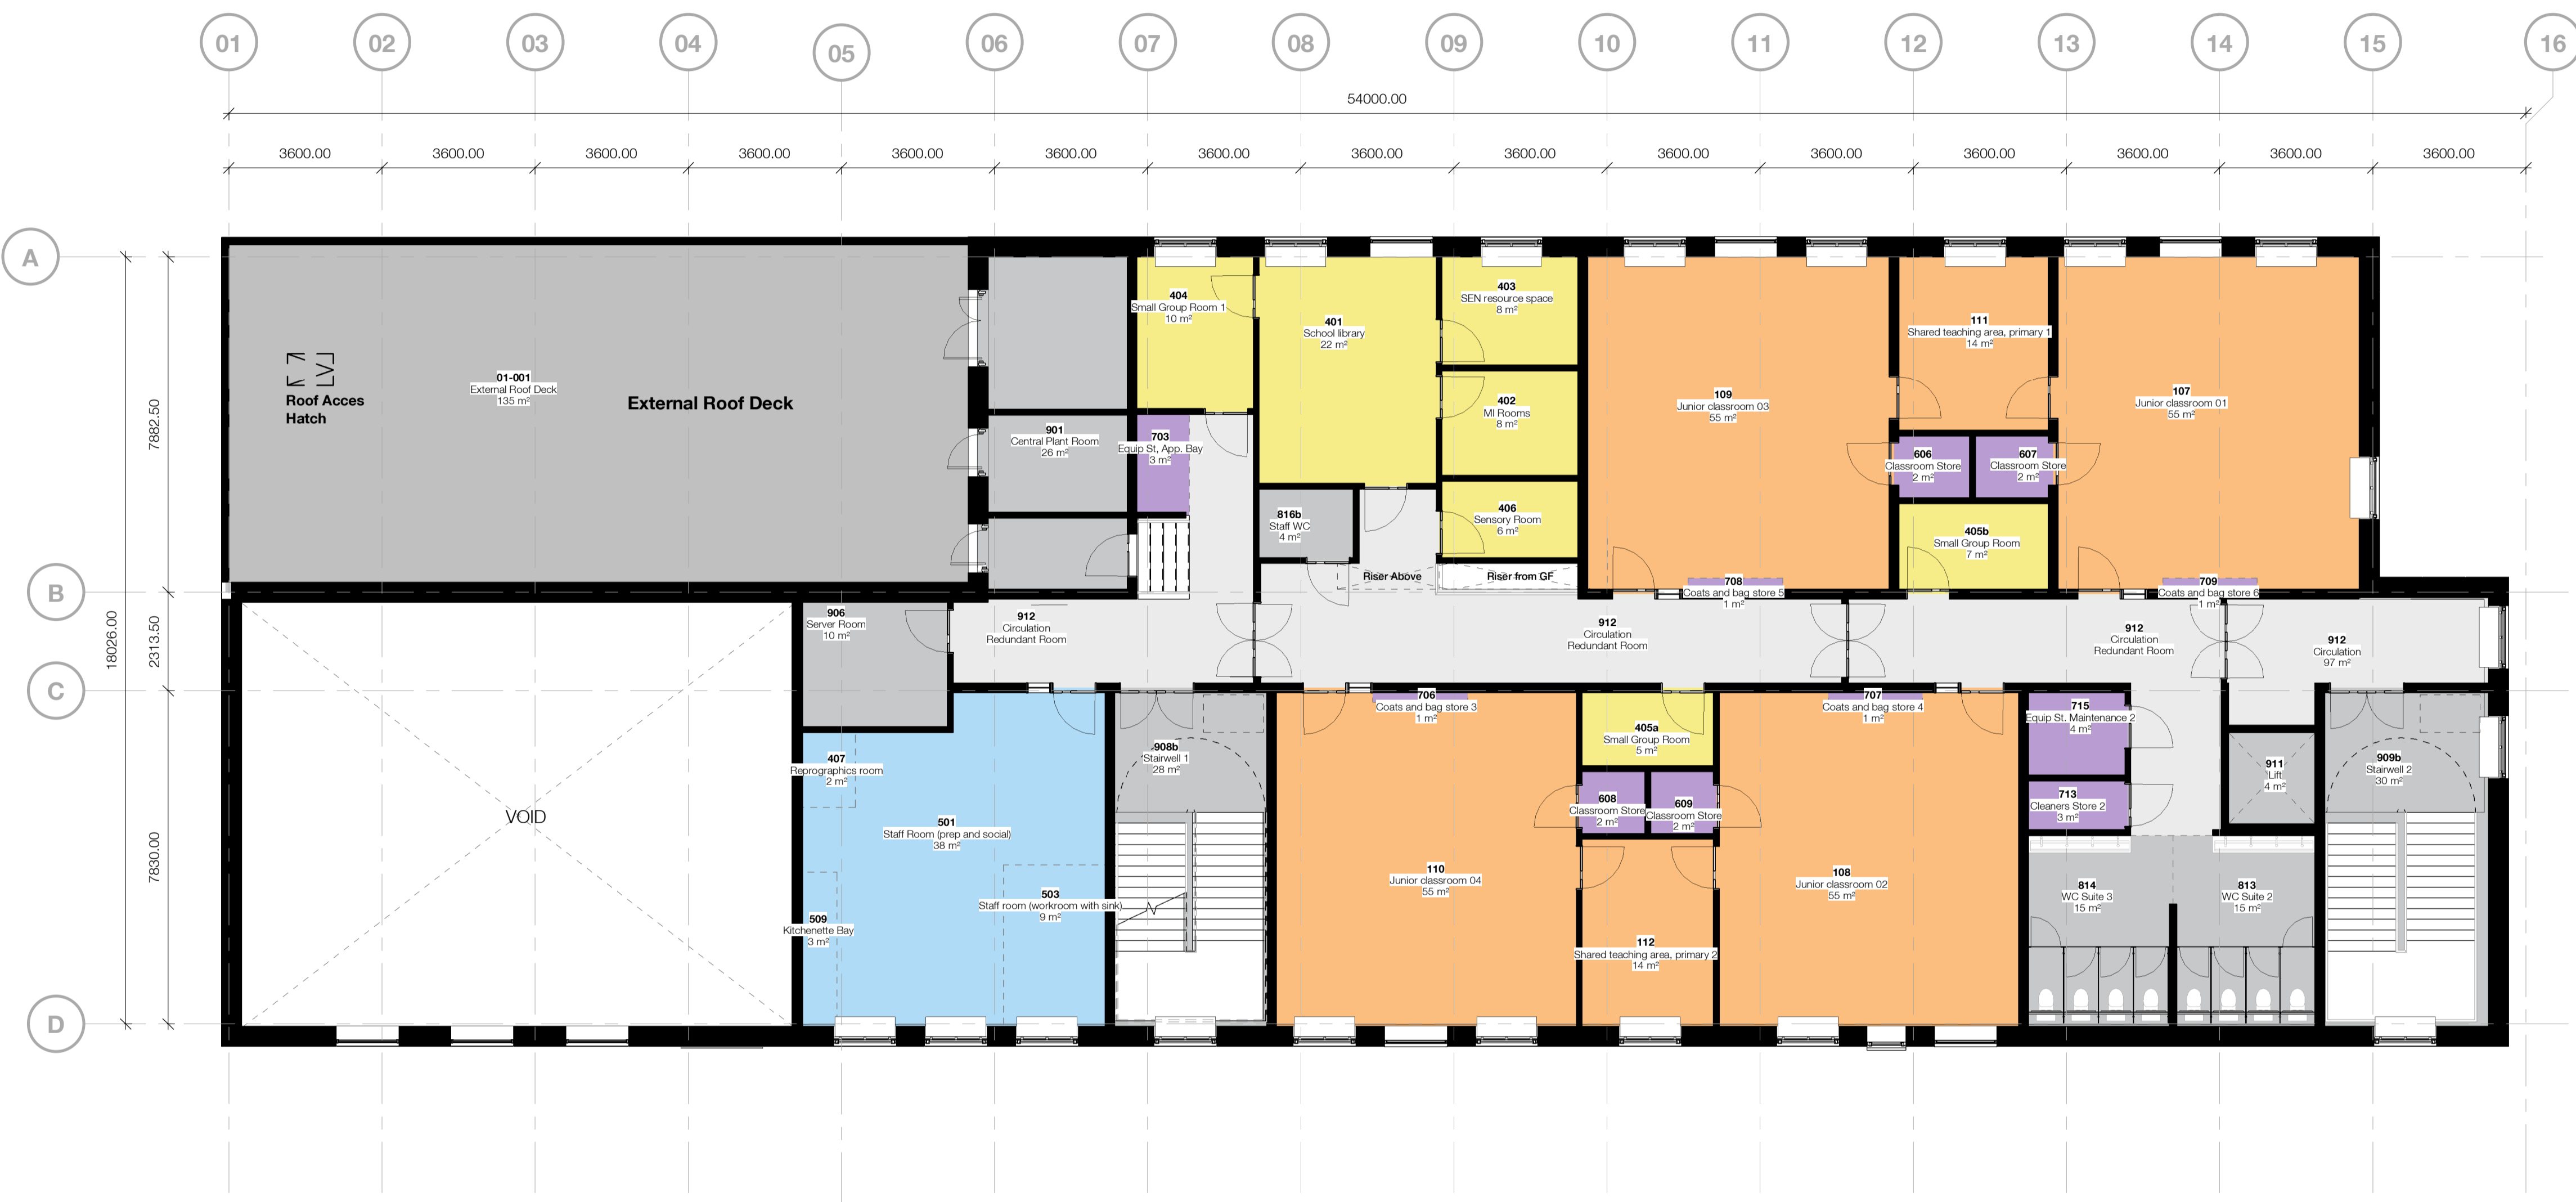 01 02 03 04 05 06 07 08 09 10 11 12 13 14 15 16
54000.00
3600.00 3600.00 3600.00 3600.00 3600.00 3600.00 3600.00 3600.00 3600.00 3600.00 3600.00 3600.00 3600.00 3600.00 3600.00
A
B
C
D
18026.00
7882.50
2313.50
7830.00
Roof Acces
Hatch
01-001
External Roof Deck
135 m²
External Roof Deck
901
Central Plant Room
26 m²
404
Small Group Room 1
10 m²
703
Equip St, App. Bay
3 m²
401
School library
22 m²
403
SEN resource space
8 m²
402
MI Rooms
8 m²
816b
Staff WC
4 m²
406
Sensory Room
6 m²
Riser Above
Riser from GF
109
Junior classroom 03
55 m²
111
Shared teaching area, primary 1
14 m²
107
Junior classroom 01
55 m²
606
Classroom Store
2 m²
607
Classroom Store
2 m²
405b
Small Group Room
7 m²
708
Coats and bag store 5
1 m²
709
Coats and bag store 6
1 m²
906
Server Room
10 m²
912
Circulation
Redundant Room
912
Circulation
Redundant Room
912
Circulation
Redundant Room
912
Circulation
97 m²
VOID
407
Reprographics room
2 m²
501
Staff Room (prep and social)
38 m²
503
Staff room (workroom with sink)
9 m²
509
Kitchenette Bay
3 m²
908b
Stairwell 1
28 m²
706
Coats and bag store 3
1 m²
110
Junior classroom 04
55 m²
405a
Small Group Room
5 m²
608
Classroom Store
2 m²
609
Classroom Store
2 m²
112
Shared teaching area, primary 2
14 m²
707
Coats and bag store 4
1 m²
108
Junior classroom 02
55 m²
715
Equip St. Maintenance 2
4 m²
713
Cleaners Store 2
3 m²
814
WC Suite 3
15 m²
813
WC Suite 2
15 m²
911
Lift
4 m²
909b
Stairwell 2
30 m²